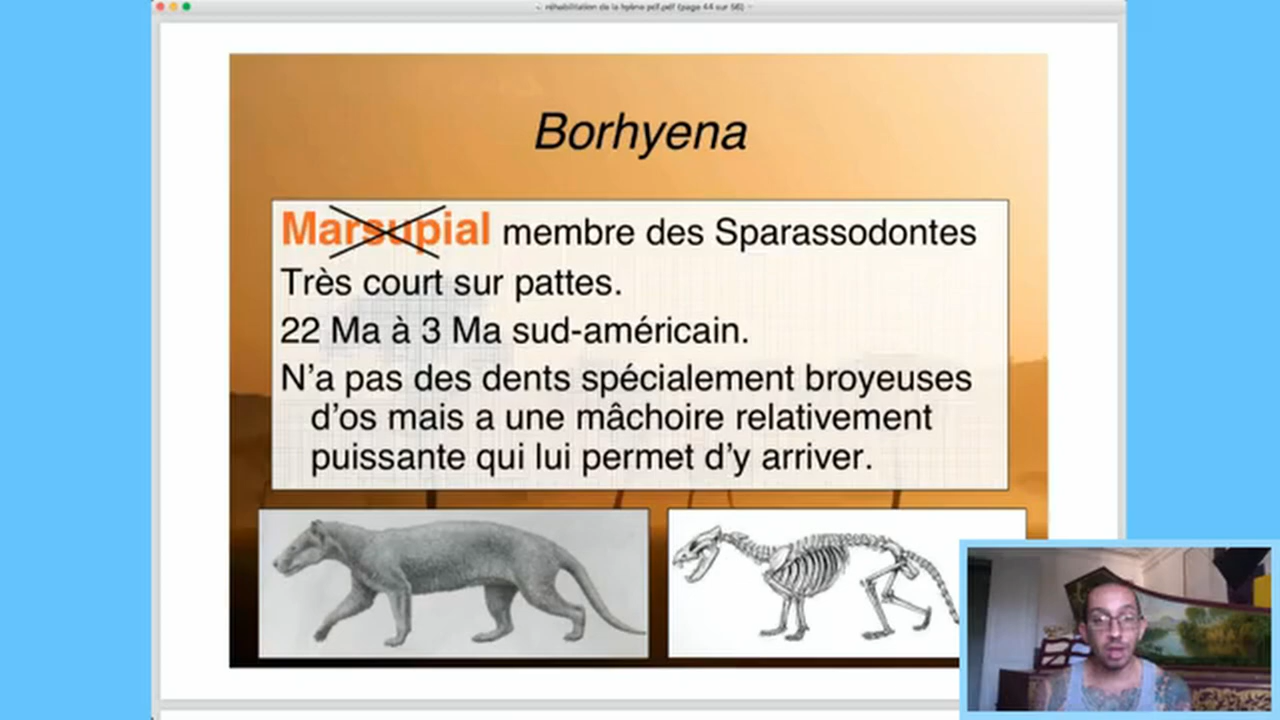 réhabilitation de la hyène pdf.pdf (page 44 sur 56)
Borhyena
Marsupial membre des Sparassodontes
Très court sur pattes.
22 Ma à 3 Ma sud-américain.
N'a pas des dents spécialement broyeuses
d'os mais a une mâchoire relativement
puissante qui lui permet d'y arriver.